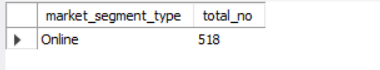 market_segment_type total_no
Online 518